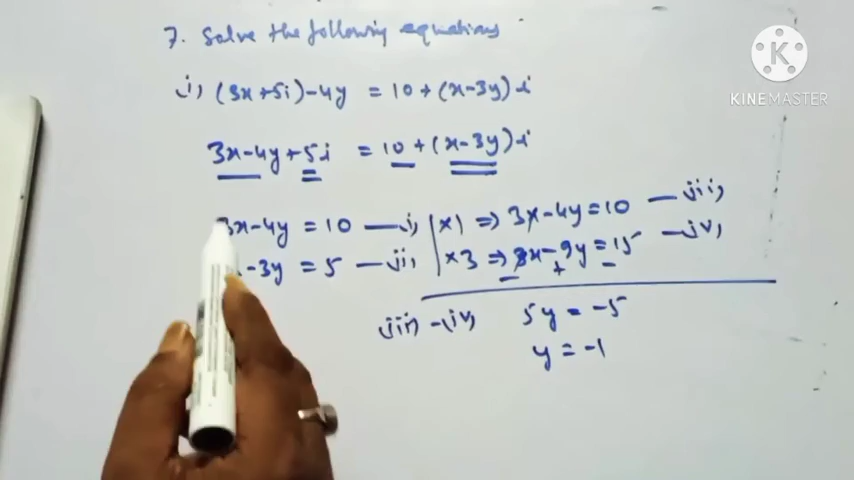 7. Solve the following equations
i, (3x+5i)-4y = 10+(x-3y)i
3x-4y+5i = 10+(x-3y)i
3x-4y = 10 — i, | ×1 ⇒ 3x-4y=10 — iii,
-3y = 5 — ii, | ×3 ⇒ 3x-9y=15 — iv,
- + -
iii, - iv, 5y = -5
y = -1
K
KINEMASTER